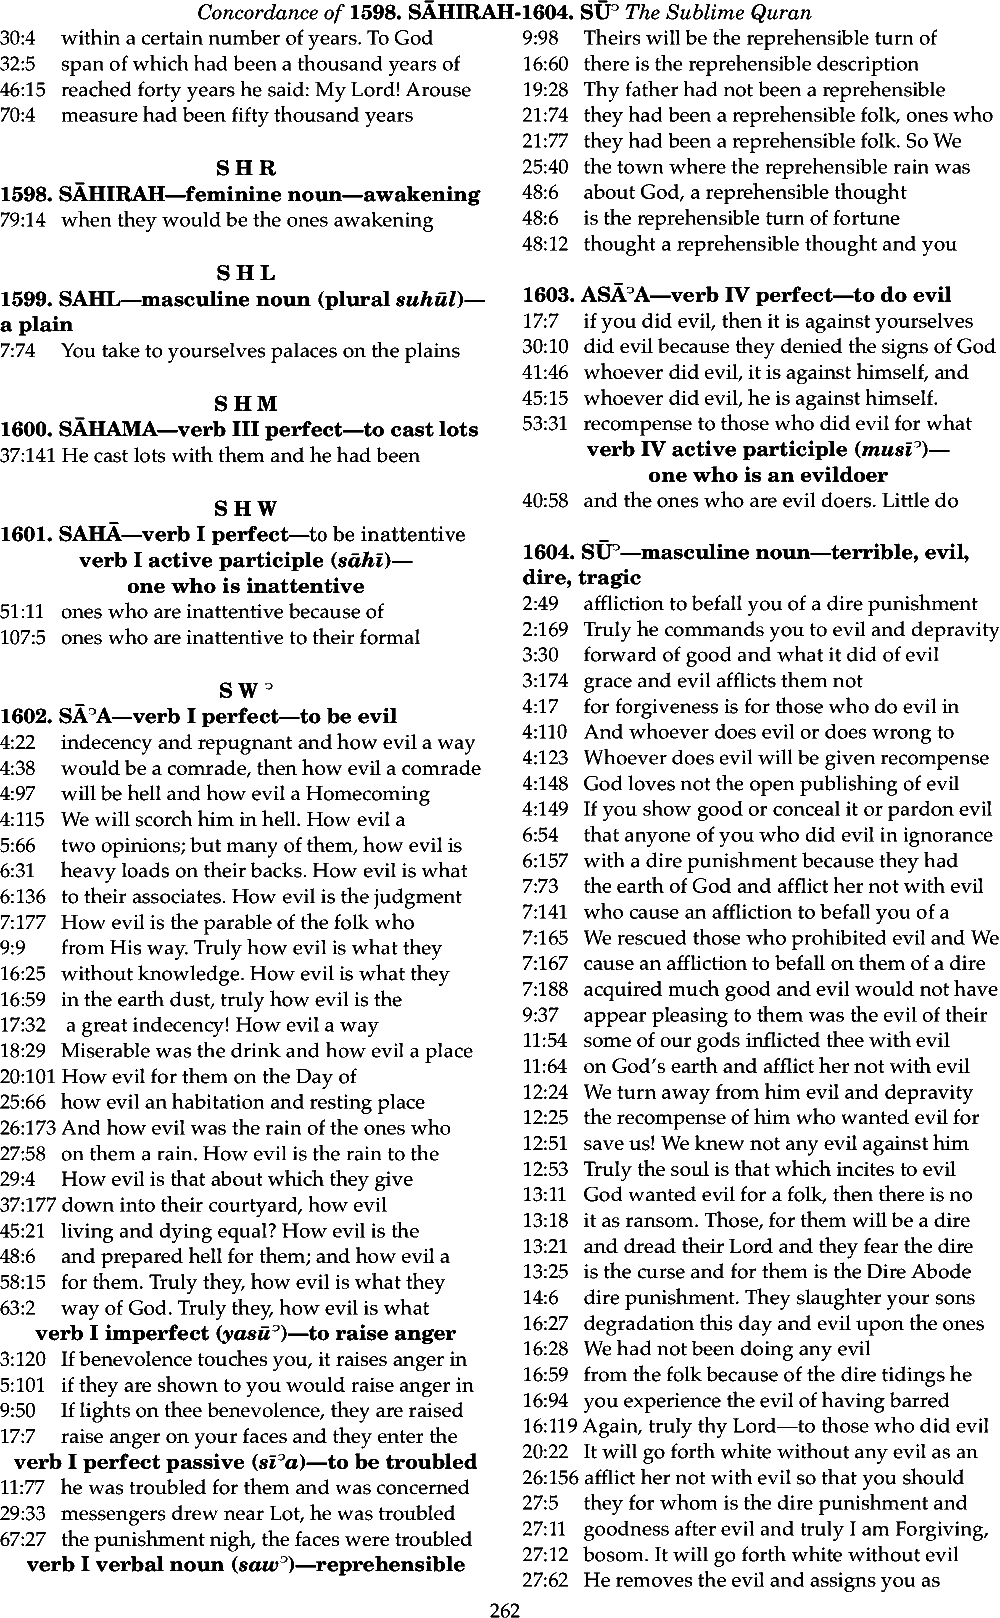 Concordance of 1598. SĀHIRAH-1604. SŪʾ The Sublime Quran
30:4 within a certain number of years. To God
32:5 span of which had been a thousand years of
46:15 reached forty years he said: My Lord! Arouse
70:4 measure had been fifty thousand years
S H R
1598. SĀHIRAH—feminine noun—awakening
79:14 when they would be the ones awakening
S H L
1599. SAHL—masculine noun (plural suhūl)—
a plain
7:74 You take to yourselves palaces on the plains
S H M
1600. SĀHAMA—verb III perfect—to cast lots
37:141 He cast lots with them and he had been
S H W
1601. SAHĀ—verb I perfect—to be inattentive
verb I active participle (sāhī)—
one who is inattentive
51:11 ones who are inattentive because of
107:5 ones who are inattentive to their formal
S W ʾ
1602. SĀʾA—verb I perfect—to be evil
4:22 indecency and repugnant and how evil a way
4:38 would be a comrade, then how evil a comrade
4:97 will be hell and how evil a Homecoming
4:115 We will scorch him in hell. How evil a
5:66 two opinions; but many of them, how evil is
6:31 heavy loads on their backs. How evil is what
6:136 to their associates. How evil is the judgment
7:177 How evil is the parable of the folk who
9:9 from His way. Truly how evil is what they
16:25 without knowledge. How evil is what they
16:59 in the earth dust, truly how evil is the
17:32 a great indecency! How evil a way
18:29 Miserable was the drink and how evil a place
20:101 How evil for them on the Day of
25:66 how evil an habitation and resting place
26:173 And how evil was the rain of the ones who
27:58 on them a rain. How evil is the rain to the
29:4 How evil is that about which they give
37:177 down into their courtyard, how evil
45:21 living and dying equal? How evil is the
48:6 and prepared hell for them; and how evil a
58:15 for them. Truly they, how evil is what they
63:2 way of God. Truly they, how evil is what
verb I imperfect (yasūʾ)—to raise anger
3:120 If benevolence touches you, it raises anger in
5:101 if they are shown to you would raise anger in
9:50 If lights on thee benevolence, they are raised
17:7 raise anger on your faces and they enter the
verb I perfect passive (sīʾa)—to be troubled
11:77 he was troubled for them and was concerned
29:33 messengers drew near Lot, he was troubled
67:27 the punishment nigh, the faces were troubled
verb I verbal noun (sawʾ)—reprehensible
9:98 Theirs will be the reprehensible turn of
16:60 there is the reprehensible description
19:28 Thy father had not been a reprehensible
21:74 they had been a reprehensible folk, ones who
21:77 they had been a reprehensible folk. So We
25:40 the town where the reprehensible rain was
48:6 about God, a reprehensible thought
48:6 is the reprehensible turn of fortune
48:12 thought a reprehensible thought and you
1603. ASĀʾA—verb IV perfect—to do evil
17:7 if you did evil, then it is against yourselves
30:10 did evil because they denied the signs of God
41:46 whoever did evil, it is against himself, and
45:15 whoever did evil, he is against himself.
53:31 recompense to those who did evil for what
verb IV active participle (musīʾ)—
one who is an evildoer
40:58 and the ones who are evil doers. Little do
1604. SŪʾ—masculine noun—terrible, evil,
dire, tragic
2:49 affliction to befall you of a dire punishment
2:169 Truly he commands you to evil and depravity
3:30 forward of good and what it did of evil
3:174 grace and evil afflicts them not
4:17 for forgiveness is for those who do evil in
4:110 And whoever does evil or does wrong to
4:123 Whoever does evil will be given recompense
4:148 God loves not the open publishing of evil
4:149 If you show good or conceal it or pardon evil
6:54 that anyone of you who did evil in ignorance
6:157 with a dire punishment because they had
7:73 the earth of God and afflict her not with evil
7:141 who cause an affliction to befall you of a
7:165 We rescued those who prohibited evil and We
7:167 cause an affliction to befall on them of a dire
7:188 acquired much good and evil would not have
9:37 appear pleasing to them was the evil of their
11:54 some of our gods inflicted thee with evil
11:64 on God's earth and afflict her not with evil
12:24 We turn away from him evil and depravity
12:25 the recompense of him who wanted evil for
12:51 save us! We knew not any evil against him
12:53 Truly the soul is that which incites to evil
13:11 God wanted evil for a folk, then there is no
13:18 it as ransom. Those, for them will be a dire
13:21 and dread their Lord and they fear the dire
13:25 is the curse and for them is the Dire Abode
14:6 dire punishment. They slaughter your sons
16:27 degradation this day and evil upon the ones
16:28 We had not been doing any evil
16:59 from the folk because of the dire tidings he
16:94 you experience the evil of having barred
16:119 Again, truly thy Lord—to those who did evil
20:22 It will go forth white without any evil as an
26:156 afflict her not with evil so that you should
27:5 they for whom is the dire punishment and
27:11 goodness after evil and truly I am Forgiving,
27:12 bosom. It will go forth white without evil
27:62 He removes the evil and assigns you as
262